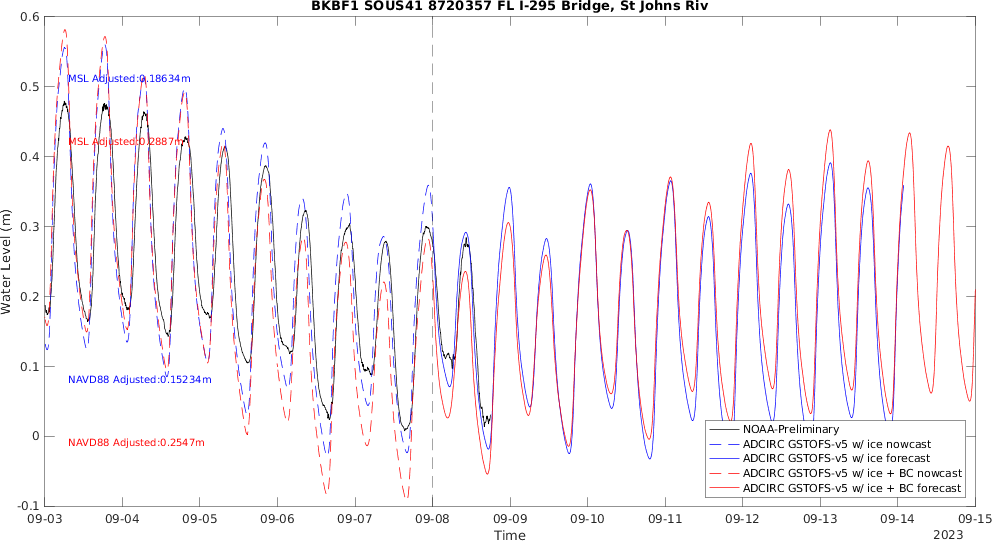 BKBF1 SOUS41 8720357 FL I-295 Bridge, St Johns Riv
Water Level (m)
0.6
0.5
0.4
0.3
0.2
0.1
0
-0.1
MSL Adjusted:0.18634m
MSL Adjusted:0.2887m
NAVD88 Adjusted:0.15234m
NAVD88 Adjusted:0.2547m
NOAA-Preliminary
ADCIRC GSTOFS-v5 w/ ice nowcast
ADCIRC GSTOFS-v5 w/ ice forecast
ADCIRC GSTOFS-v5 w/ ice + BC nowcast
ADCIRC GSTOFS-v5 w/ ice + BC forecast
09-03 09-04 09-05 09-06 09-07 09-08 09-09 09-10 09-11 09-12 09-13 09-14 09-15
Time
2023